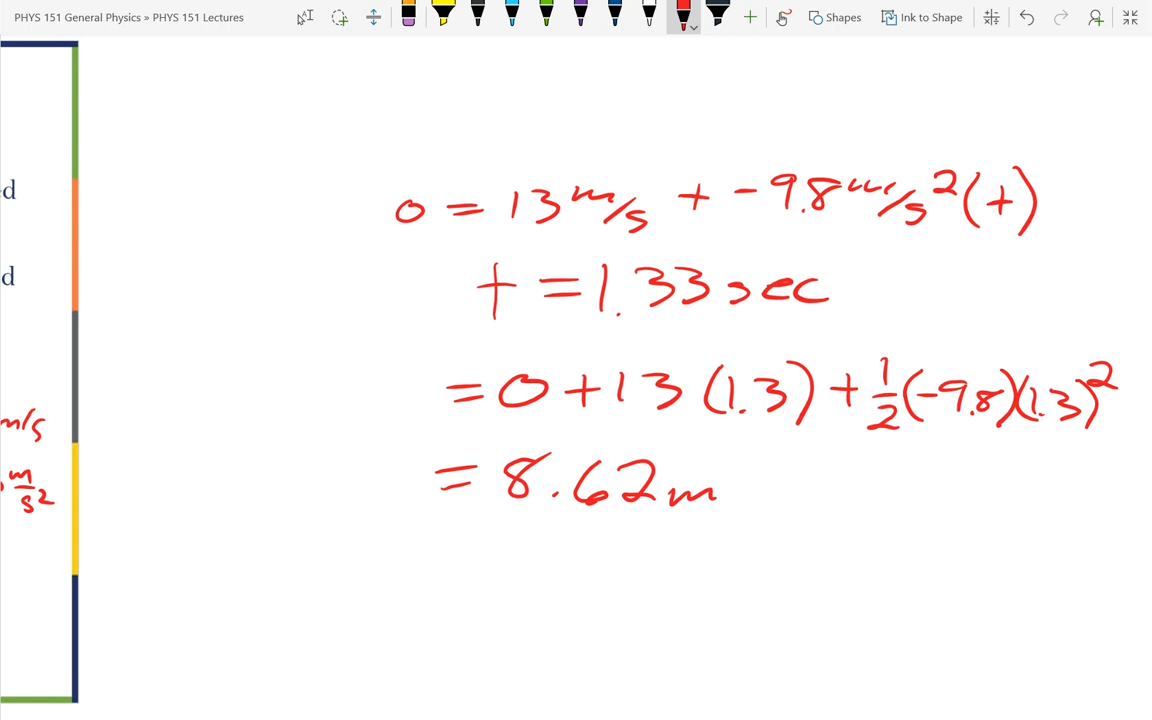 PHYS 151 General Physics » PHYS 151 Lectures
Shapes
Ink to Shape
d
0 = 13 m/s + -9.8 m/s² (t)
d
t = 1.33 sec
= 0 + 13 (1.3) + ½ (-9.8)(1.3)²
m/s
= 8.62 m
m/s²